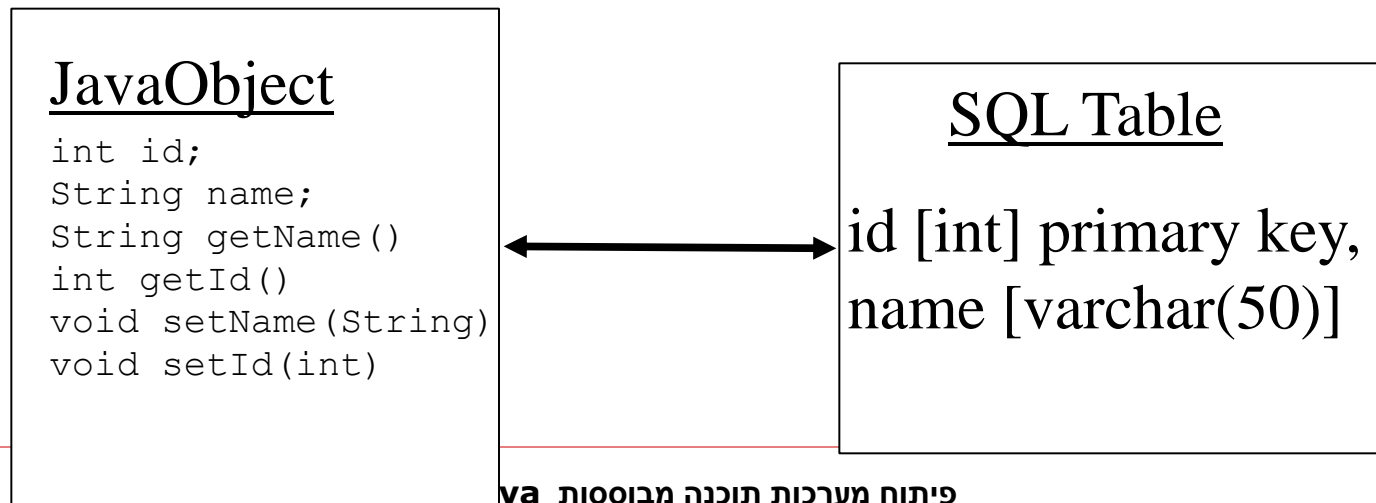 JavaObject
int id;
String name;
String getName()
int getId()
void setName(String)
void setId(int)
SQL Table
id [int] primary key,
name [varchar(50)]
פיתוח מערכות תוכנה מבוססות va